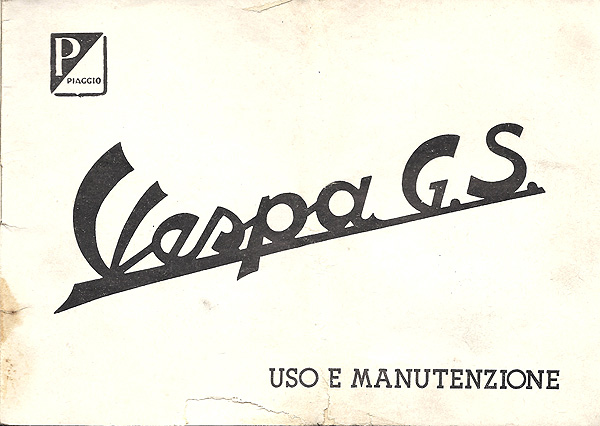 P
PIAGGIO
Vespa G.S.
USO E MANUTENZIONE